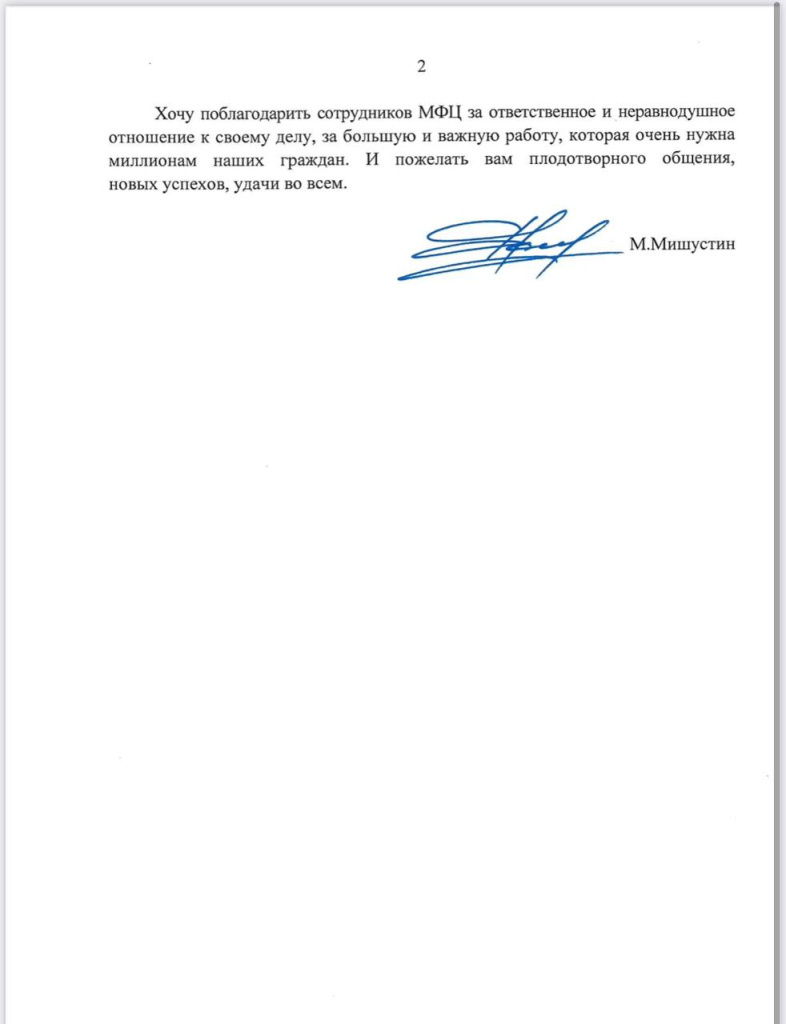 2
Хочу поблагодарить сотрудников МФЦ за ответственное и неравнодушное
отношение к своему делу, за большую и важную работу, которая очень нужна
миллионам наших граждан. И пожелать вам плодотворного общения,
новых успехов, удачи во всем.
М.Мишустин